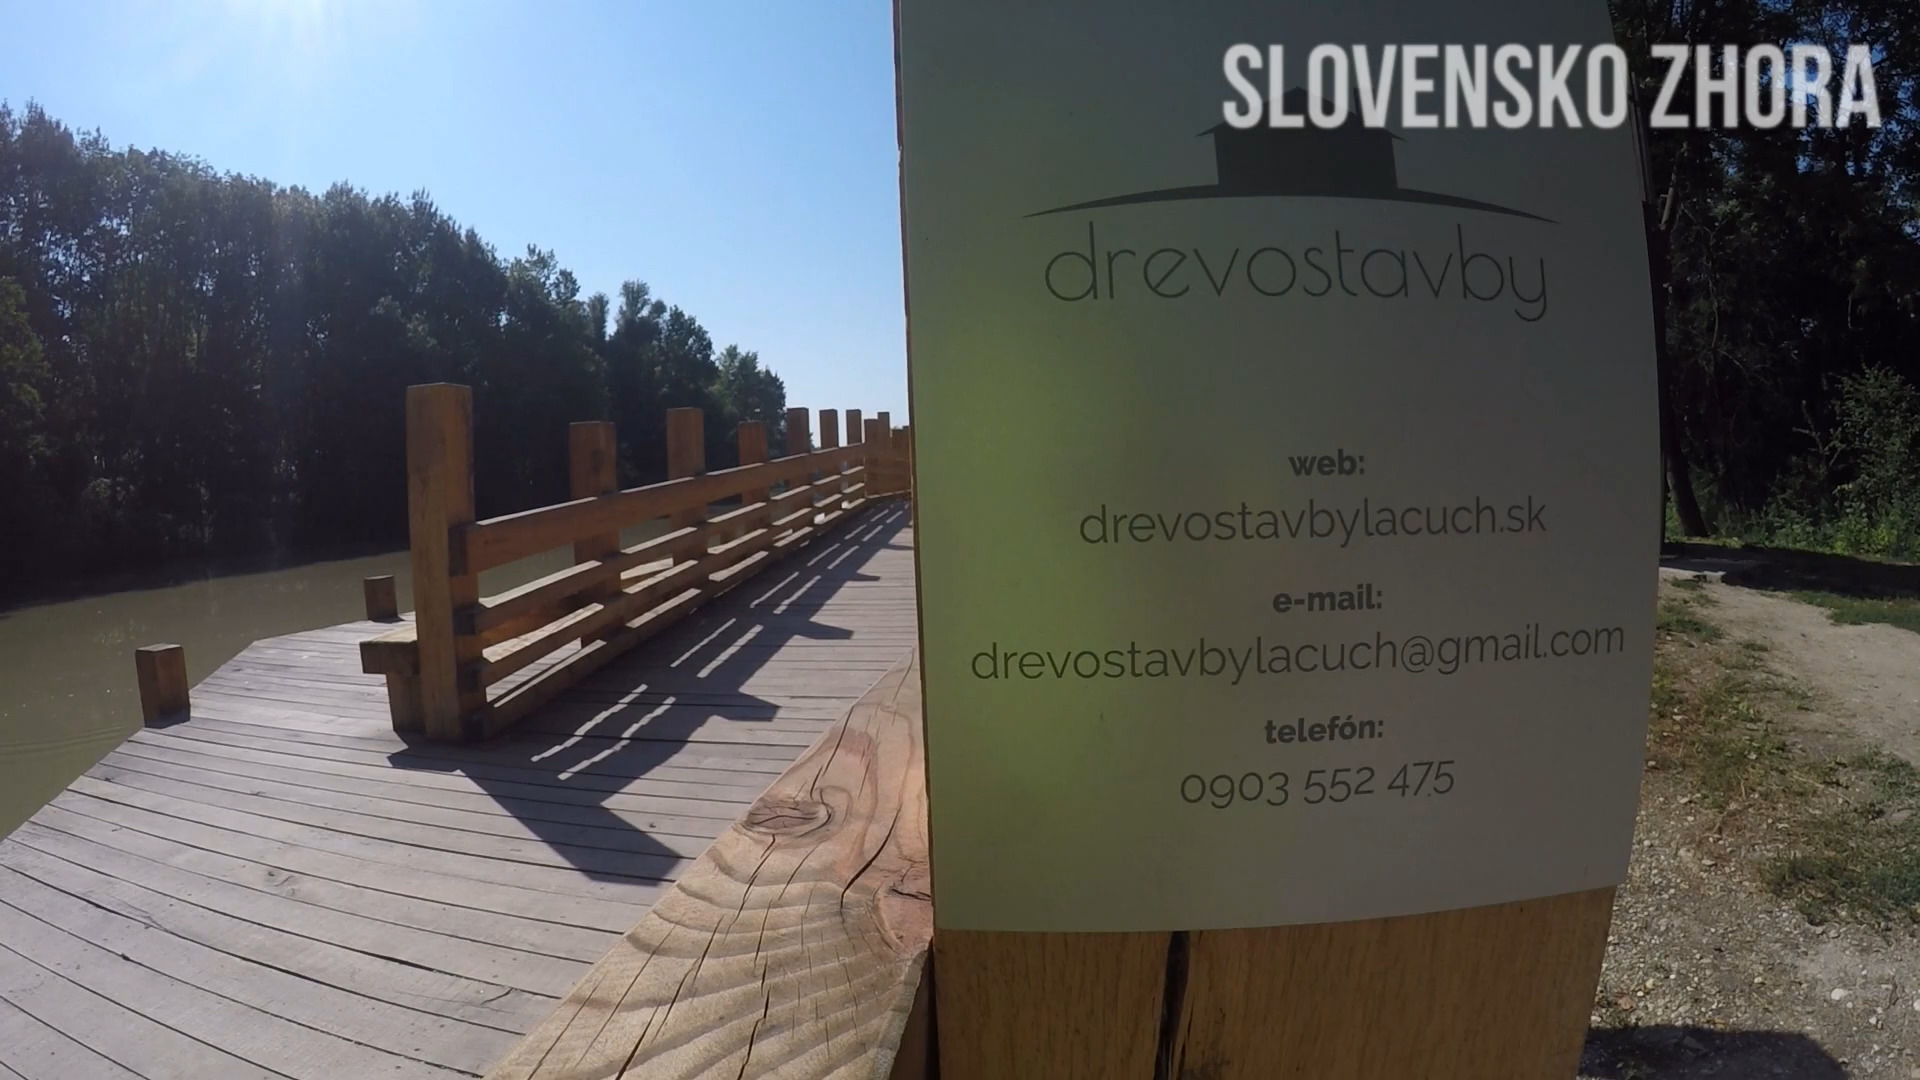 SLOVENSKO ZHORA
drevostavby
web:
drevostavbylacuch.sk
e-mail:
drevostavbylacuch@gmail.com
telefón:
0903 552 475